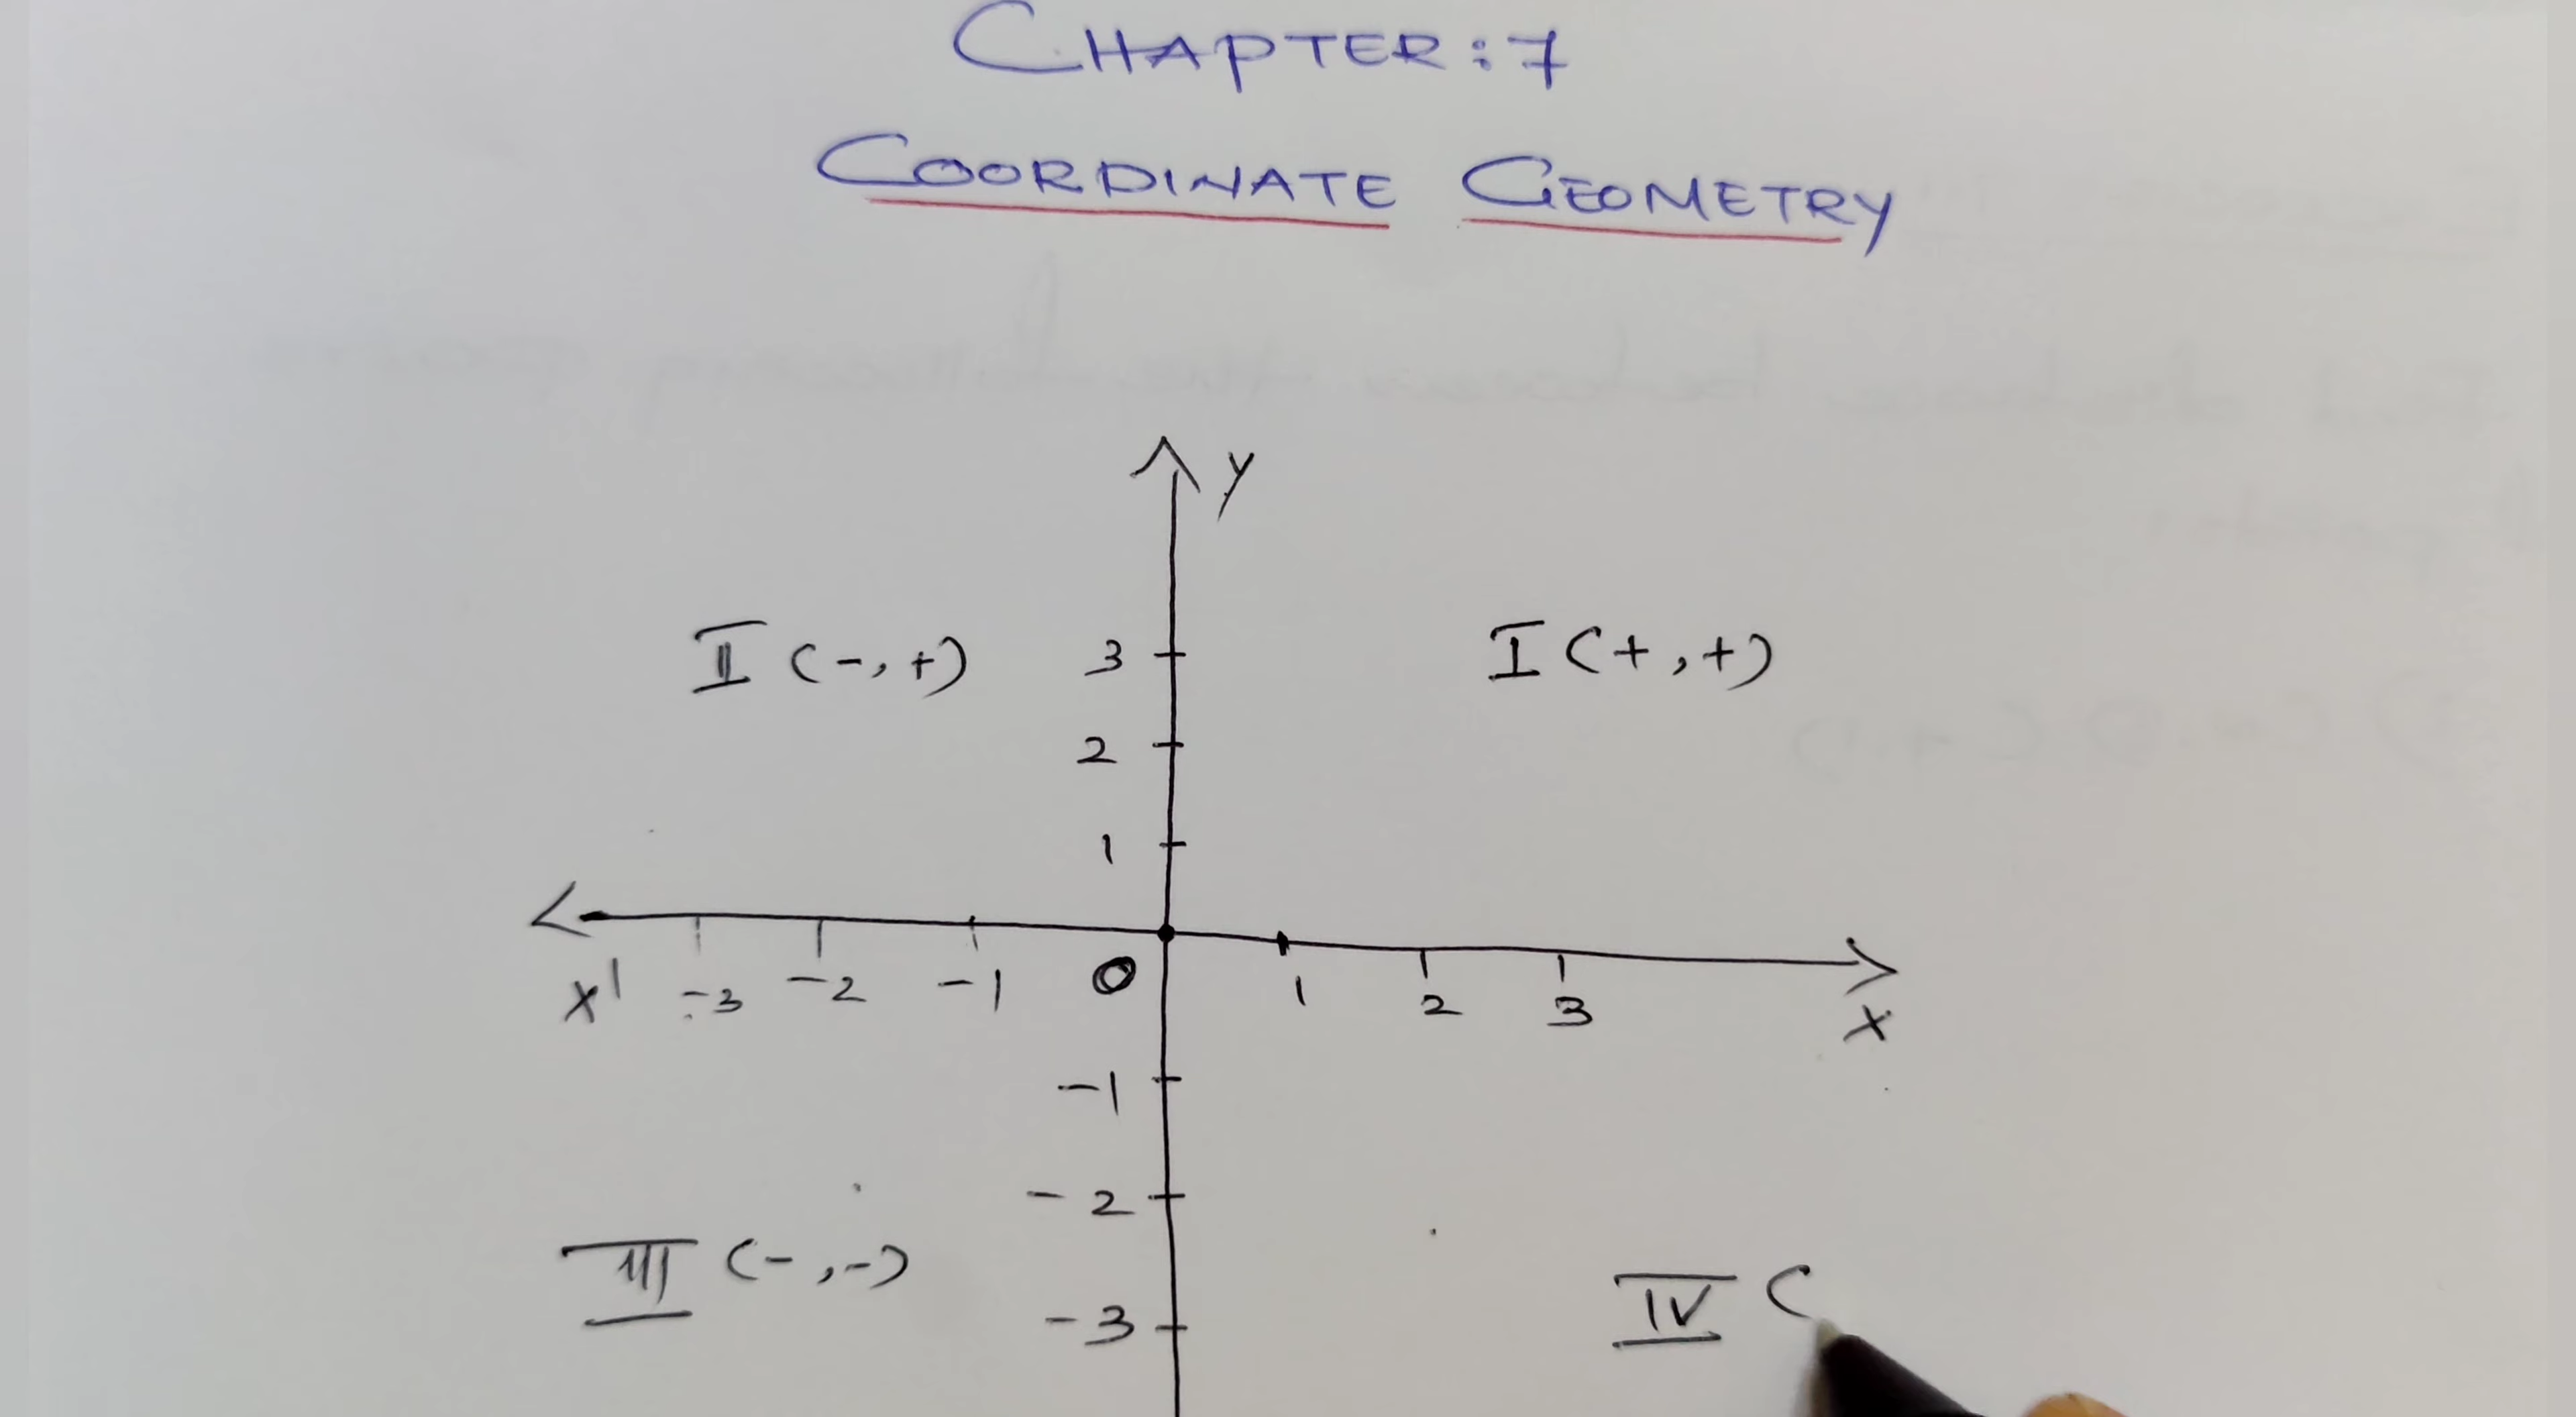 CHAPTER:7
COORDINATE GEOMETRY
y
II (-,+)
3
I (+,+)
2
1
x'
-3
-2
-1
O
1
2
3
x
-1
-2
III (-,-)
IV (
-3